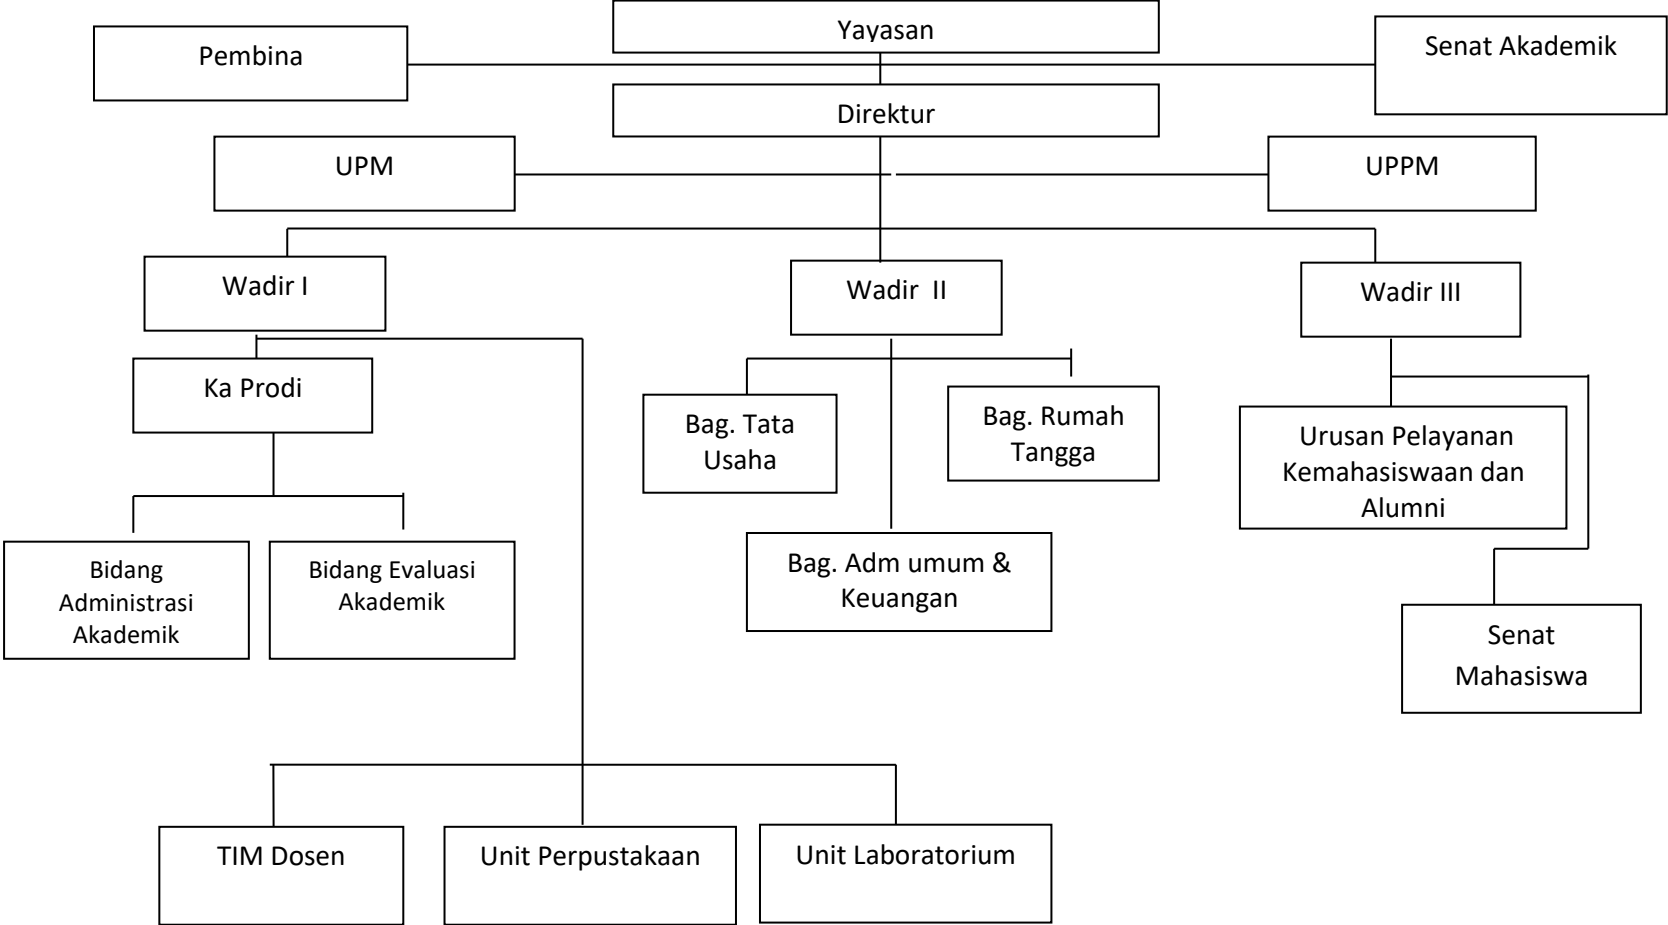 Yayasan
Pembina
Senat Akademik
Direktur
UPM
UPPM
Wadir I
Wadir  II
Wadir III
Ka Prodi
Bag. Tata
Usaha
Bag. Rumah
Tangga
Urusan Pelayanan
Kemahasiswaan dan
Alumni
Bidang
Administrasi
Akademik
Bidang Evaluasi
Akademik
Bag. Adm umum &
Keuangan
Senat
Mahasiswa
TIM Dosen
Unit Perpustakaan
Unit Laboratorium